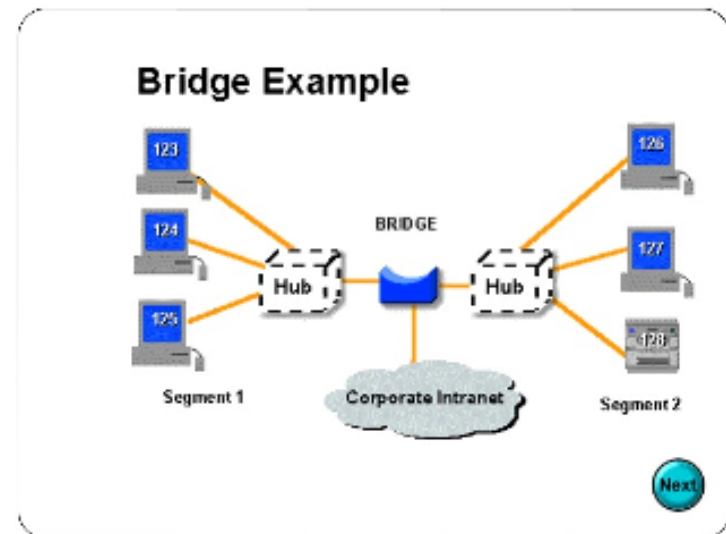 Bridge Example
123
126
124
BRIDGE
127
Hub
Hub
125
128
Segment 1
Corporate Intranet
Segment 2
Next